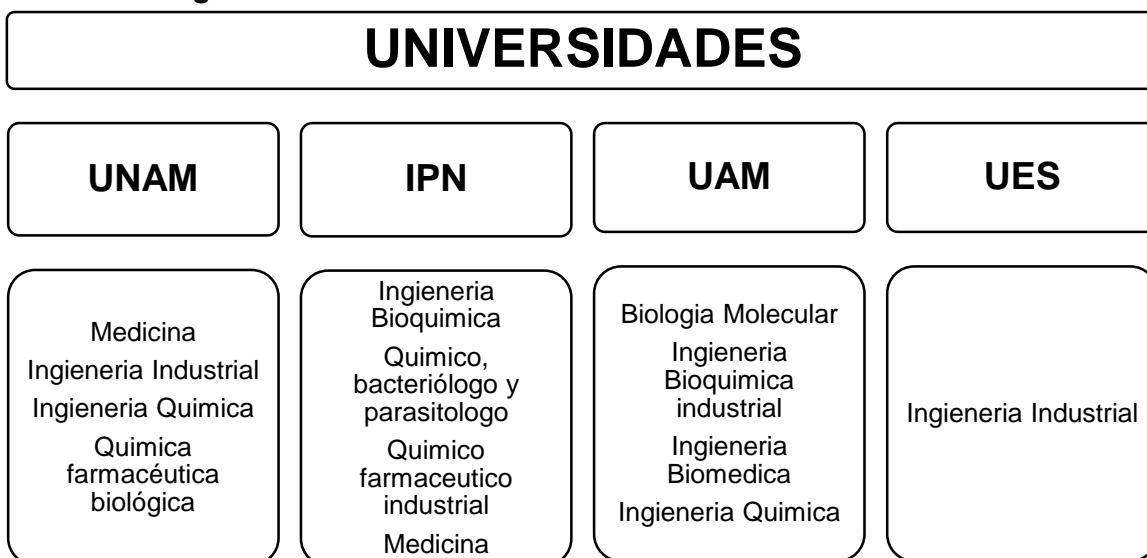 UNIVERSIDADES
UNAM
IPN
UAM
UES
Medicina
Ingieneria Industrial
Ingieneria Quimica
Quimica
farmacéutica
biológica
Ingieneria
Bioquimica
Quimico,
bacteriólogo y
parasitologo
Quimico
farmaceutico
industrial
Medicina
Biologia Molecular
Ingieneria
Bioquimica
industrial
Ingieneria
Biomedica
Ingieneria Quimica
Ingieneria Industrial